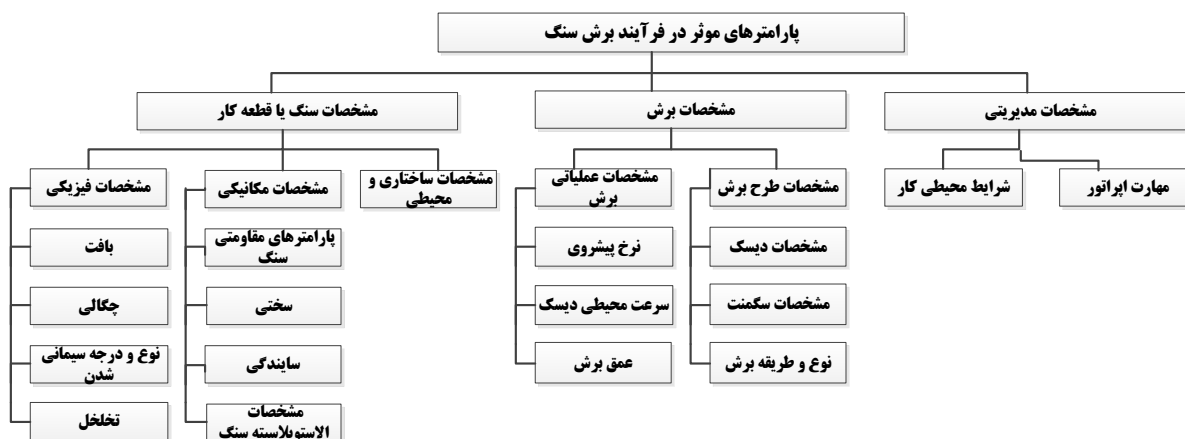 پارامترهای موثر در فرآیند برش سنگ
مشخصات مدیریتی
مشخصات برش
مشخصات سنگ یا قطعه کار
مهارت اپراتور
شرایط محیطی کار
مشخصات طرح برش
مشخصات دیسک
مشخصات سگمنت
نوع و طریقه برش
مشخصات عملیاتی
برش
نرخ پیشروی
سرعت محیطی دیسک
عمق برش
مشخصات ساختاری و
محیطی
مشخصات مکانیکی
پارامترهای مقاومتی
سنگ
سختی
سایندگی
مشخصات
الاستوپلاسته سنگ
مشخصات فیزیکی
بافت
چگالی
نوع و درجه سیمانی
شدن
تخلخل